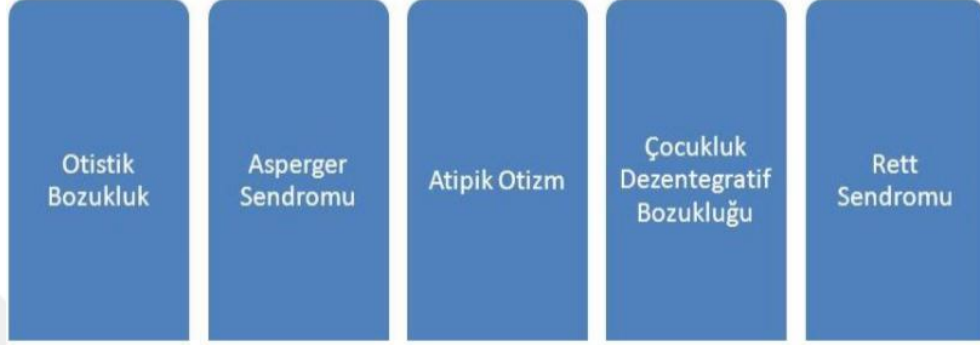 Otistik
Bozukluk
Asperger
Sendromu
Atipik Otizm
Çocukluk
Dezentegratif
Bozukluğu
Rett
Sendromu